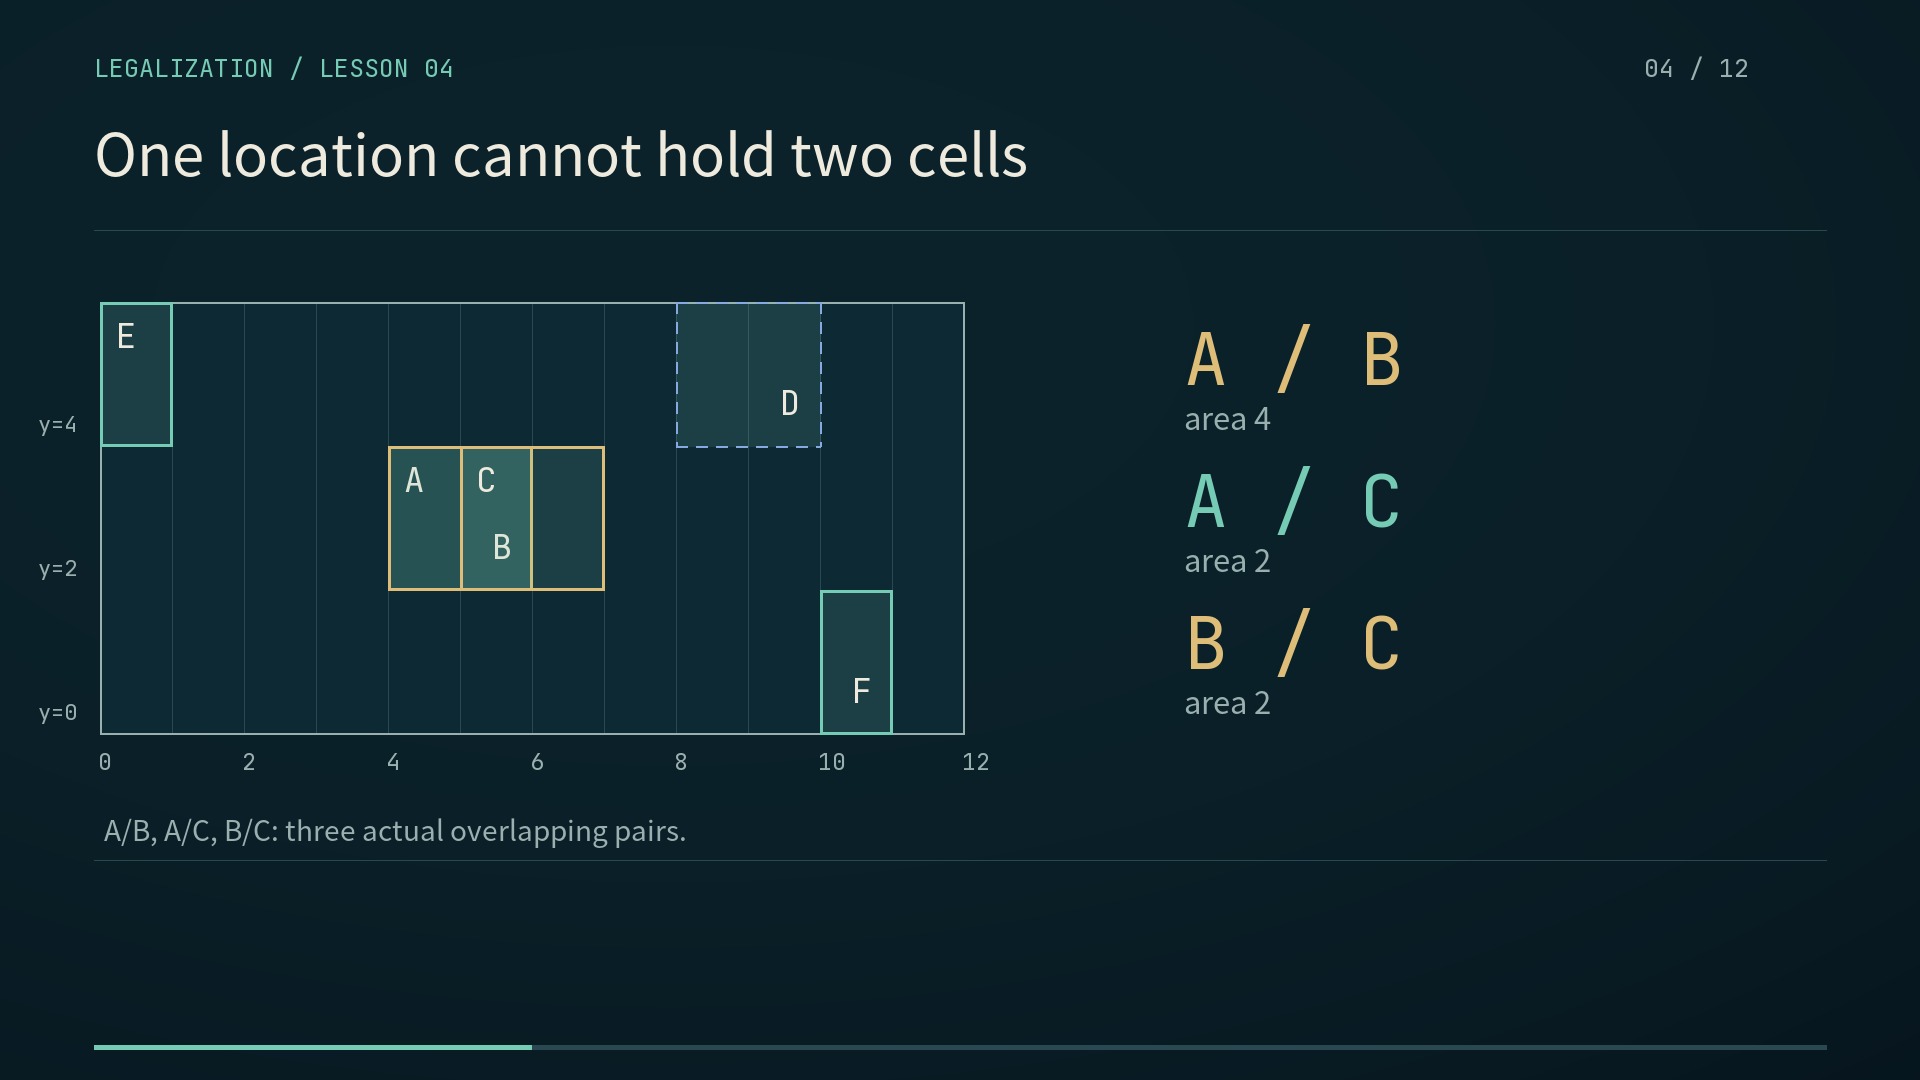 LEGALIZATION / LESSON 04
04 / 12
One location cannot hold two cells
E
D
y=4
A
C
B
y=2
F
y=0
0 2 4 6 8 10 12
A / B
area 4
A / C
area 2
B / C
area 2
A/B, A/C, B/C: three actual overlapping pairs.